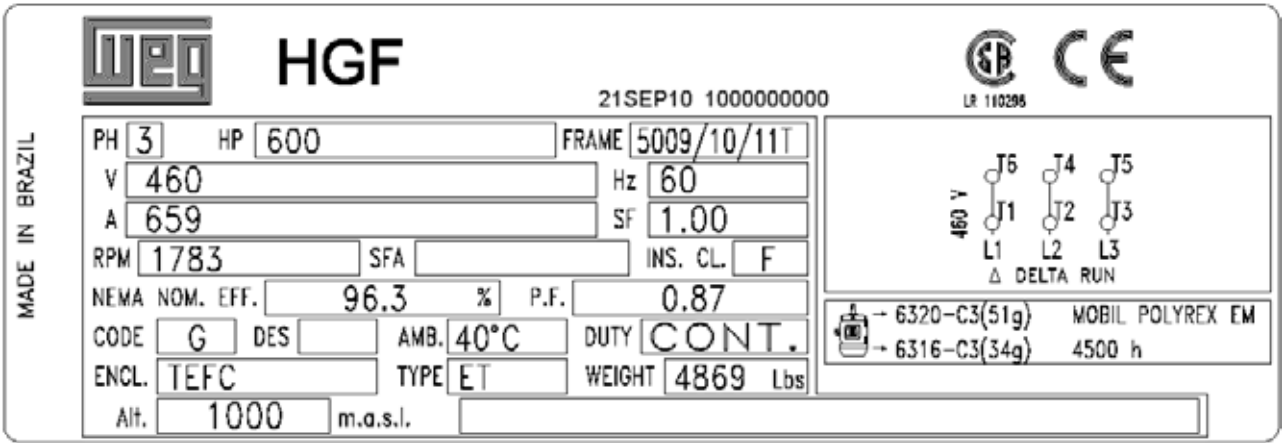 WEG HGF
21SEP10 1000000000
LR 110298
MADE IN BRAZIL
PH 3 HP 600 FRAME 5009/10/11T
V 460 Hz 60
A 659 SF 1.00
RPM 1783 SFA INS. CL. F
NEMA NOM. EFF. 96.3 % P.F. 0.87
CODE G DES AMB. 40°C DUTY CONT.
ENCL. TEFC TYPE ET WEIGHT 4869 Lbs
Alt. 1000 m.a.s.l.
T6 T4 T5
460 V
T1 T2 T3
L1 L2 L3
Δ DELTA RUN
→ 6320-C3(51g) MOBIL POLYREX EM
→ 6316-C3(34g) 4500 h